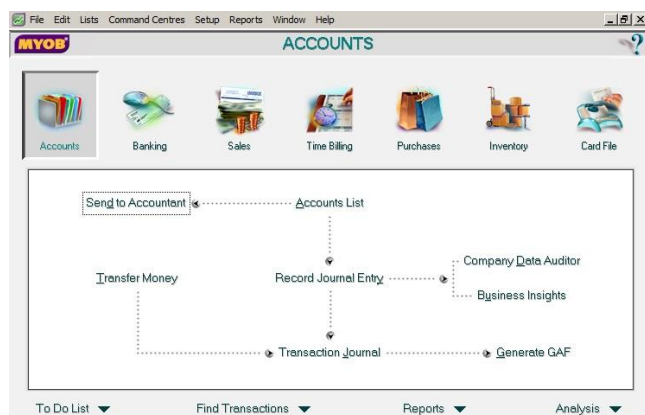 File Edit Lists Command Centres Setup Reports Window Help
MYOB ACCOUNTS ?
Accounts Banking Sales Time Billing Purchases Inventory Card File
Send to Accountant Accounts List
Company Data Auditor
Transfer Money Record Journal Entry
Business Insights
Transaction Journal Generate GAF
To Do List Find Transactions Reports Analysis